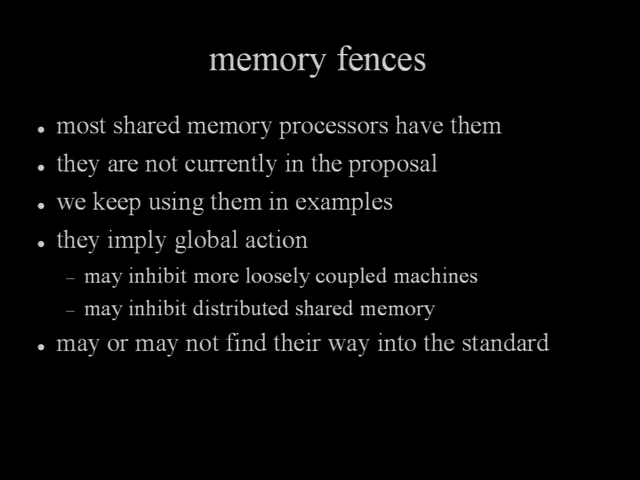 memory fences
• most shared memory processors have them
• they are not currently in the proposal
• we keep using them in examples
• they imply global action
– may inhibit more loosely coupled machines
– may inhibit distributed shared memory
• may or may not find their way into the standard